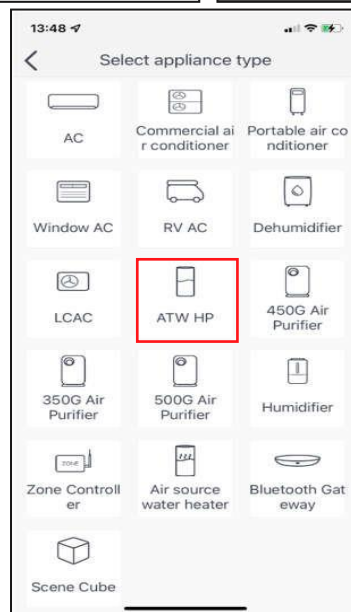 13:48
Select appliance type
AC
Commercial ai
r conditioner
Portable air co
nditioner
Window AC
RV AC
Dehumidifier
LCAC
ATW HP
450G Air
Purifier
350G Air
Purifier
500G Air
Purifier
Humidifier
ZONE
Zone Controll
er
Air source
water heater
Bluetooth Gat
eway
Scene Cube